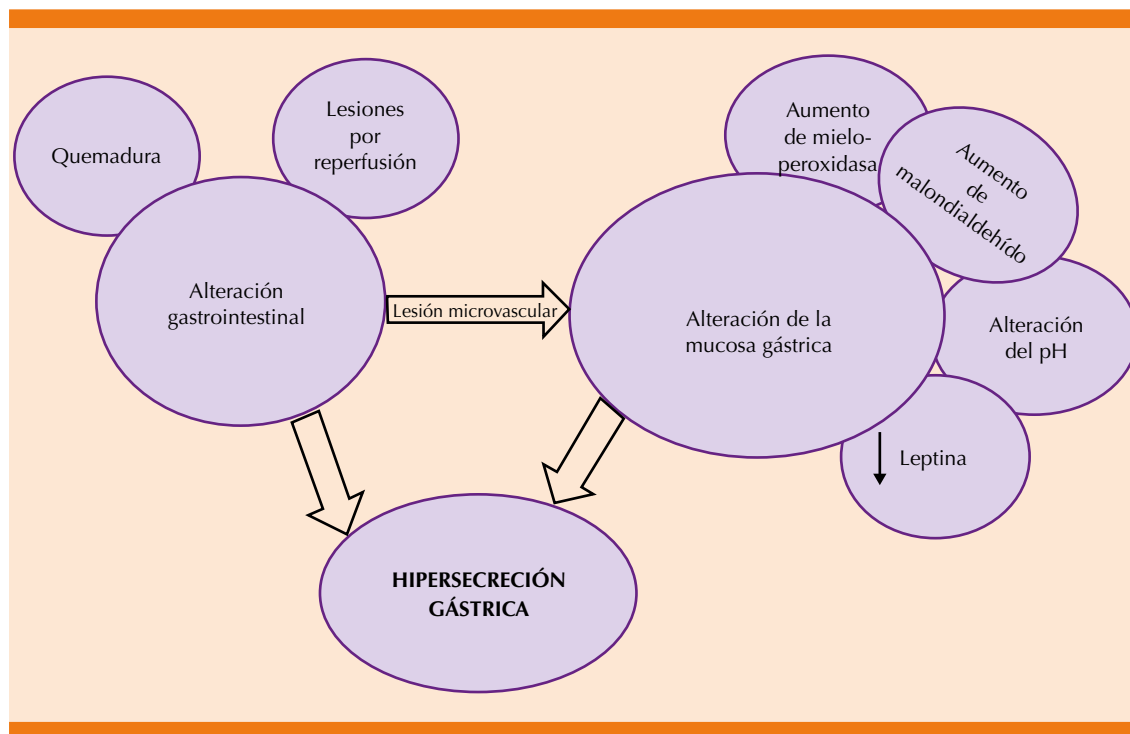 Quemadura
Lesiones
por
reperfusión
Alteración
gastrointestinal
Lesión microvascular
Aumento
de mielo-
peroxidasa
Aumento
de
malondialdehído
Alteración de la
mucosa gástrica
Alteración
del pH
Leptina
HIPERSECRECIÓN
GÁSTRICA